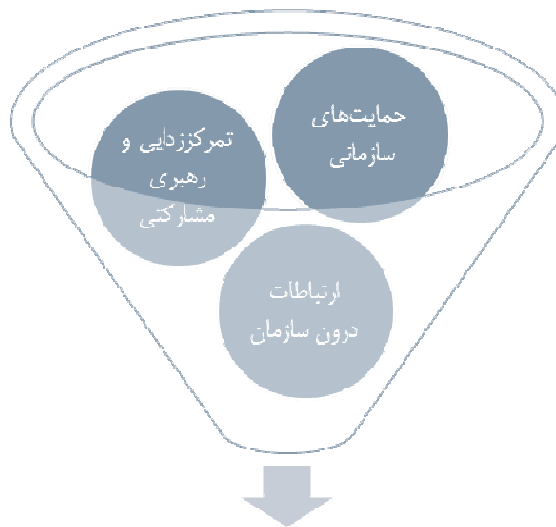 حمایت‌های
سازمانی
تمرکززدایی و
رهبری
مشارکتی
ارتباطات
درون سازمان